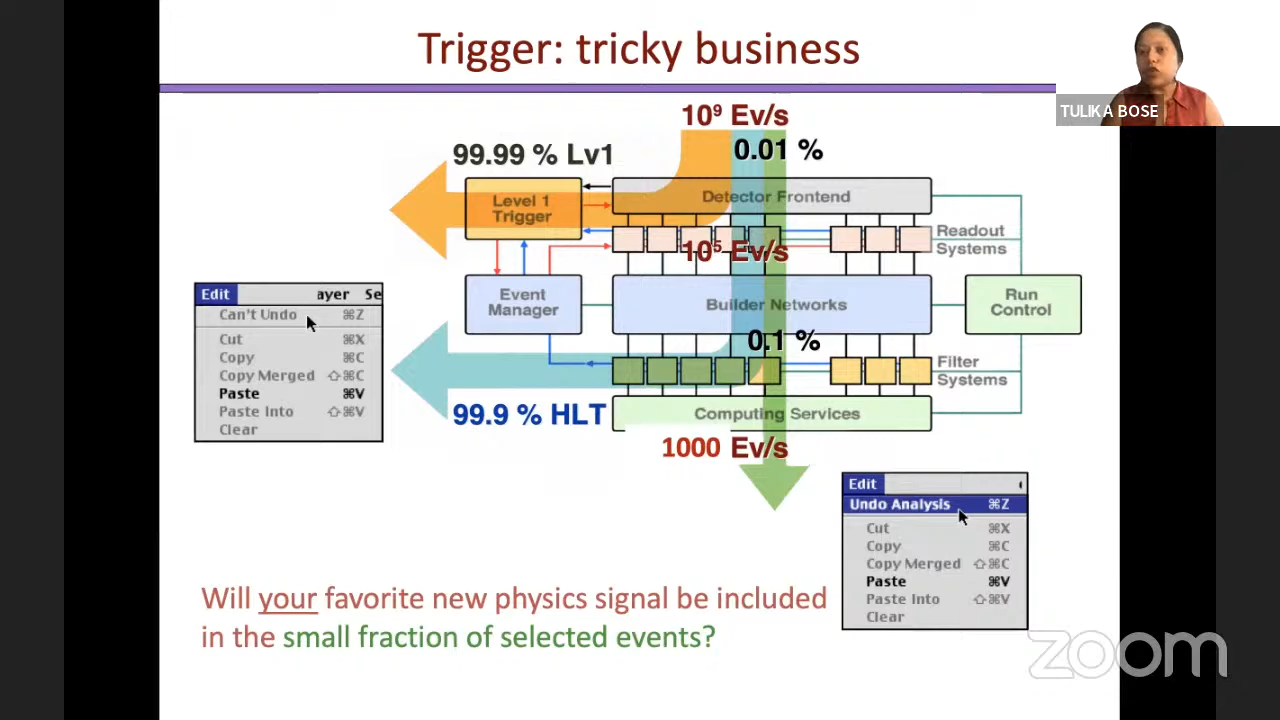 Trigger: tricky business
TULIKA BOSE
10⁹ Ev/s
99.99 % Lv1
0.01 %
Level 1
Trigger
Detector Frontend
Readout
Systems
10⁵ Ev/s
Event
Manager
Builder Networks
Run
Control
0.1 %
Filter
Systems
99.9 % HLT
Computing Services
1000 Ev/s
Edit ayer Se
Can't Undo ⌘Z
Cut ⌘X
Copy ⌘C
Copy Merged ⇧⌘C
Paste ⌘V
Paste Into ⇧⌘V
Clear
Edit
Undo Analysis ⌘Z
Cut ⌘X
Copy ⌘C
Copy Merged ⇧⌘C
Paste ⌘V
Paste Into ⇧⌘V
Clear
Will your favorite new physics signal be included
in the small fraction of selected events?
zoom